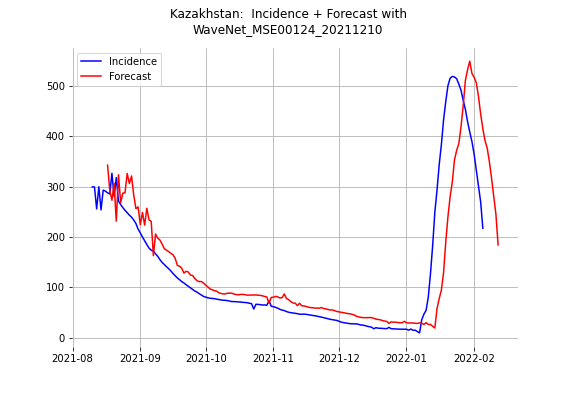 Kazakhstan:  Incidence + Forecast with
WaveNet_MSE00124_20211210
Incidence
Forecast
500
400
300
200
100
0
2021-08 2021-09 2021-10 2021-11 2021-12 2022-01 2022-02